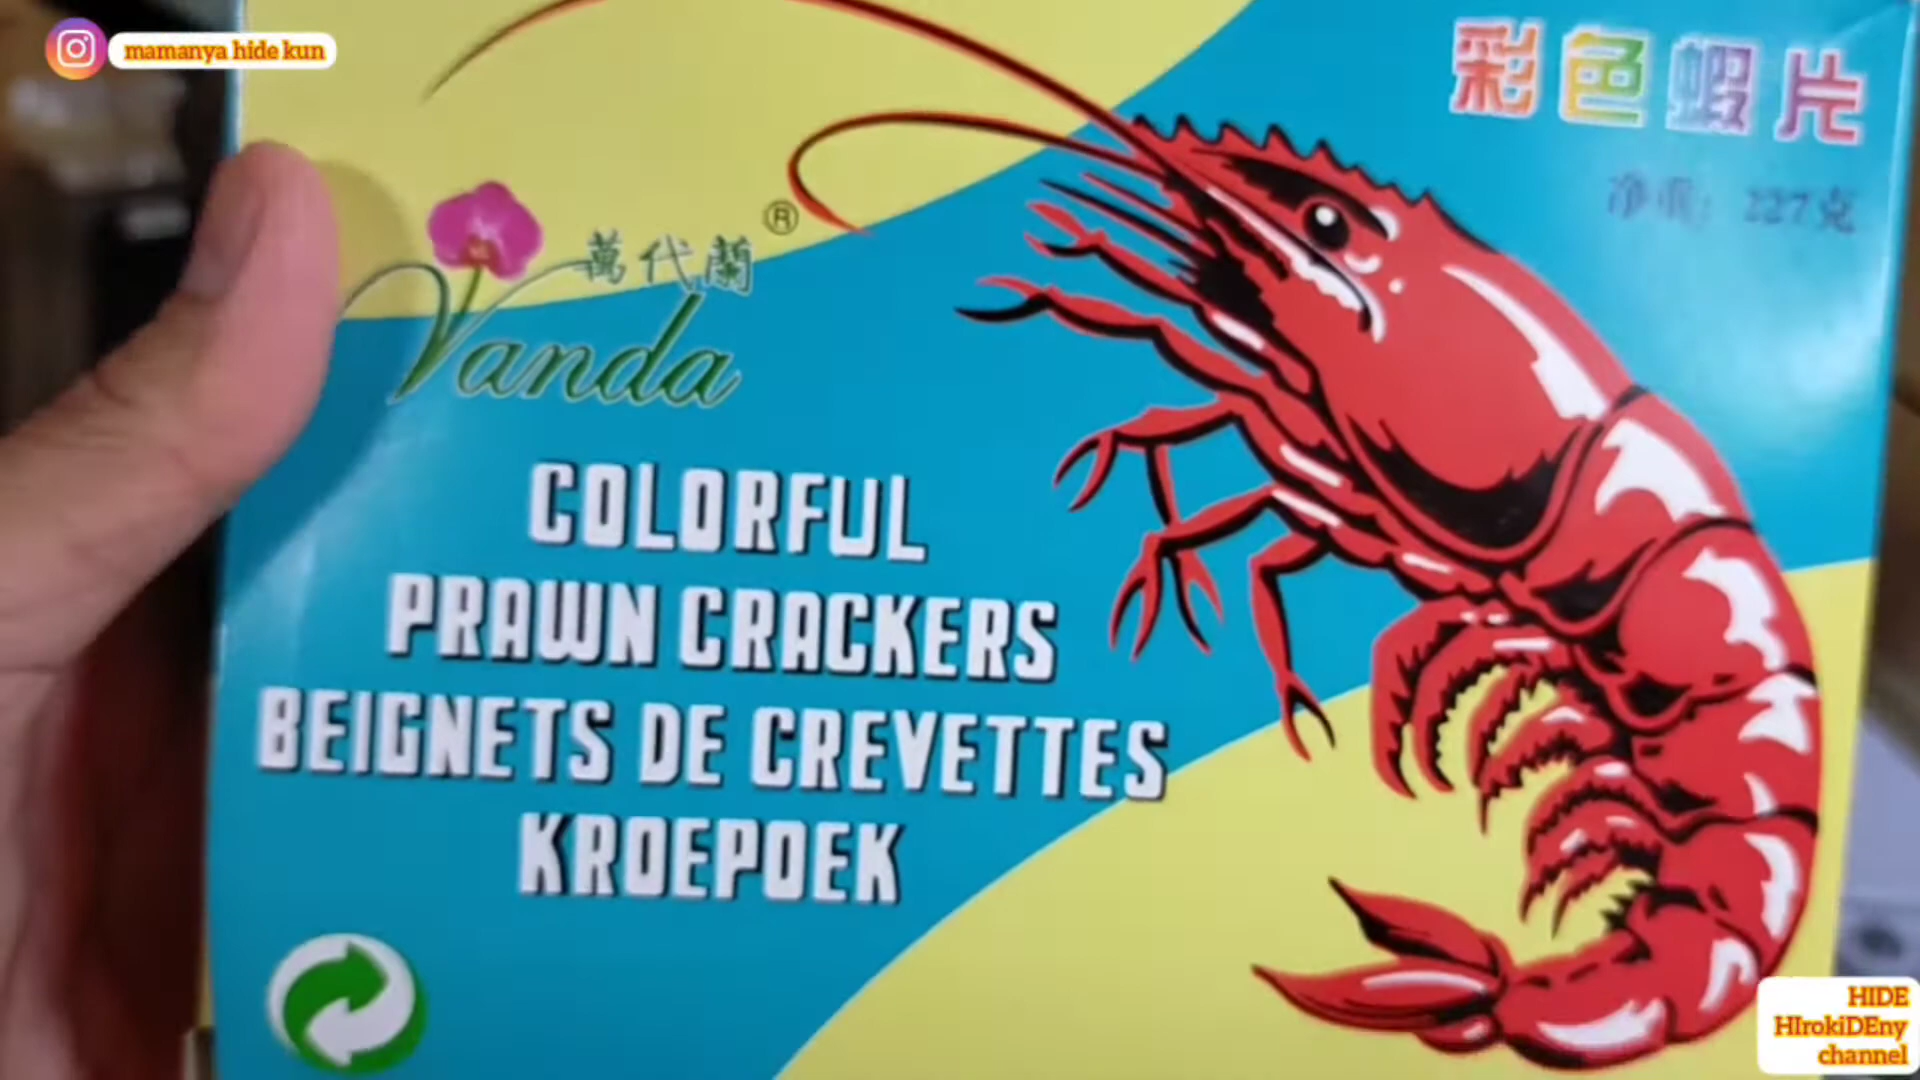 mamanya hide kun
彩色蝦片
净重: 227克
萬代蘭®
Vanda
COLORFUL
PRAWN CRACKERS
BEIGNETS DE CREVETTES
KROEPOEK
HIDE
HIrokiDEny
channel